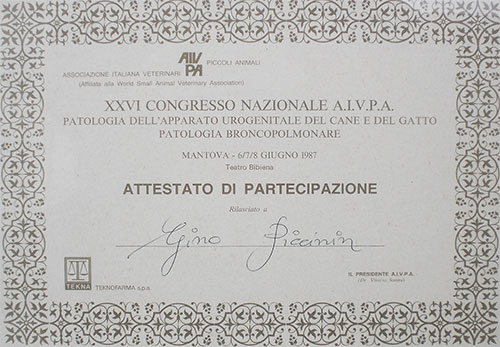 AIVPA
ASSOCIAZIONE ITALIANA VETERINARI PICCOLI ANIMALI
(Affiliata alla World Small Animal Veterinary Association)
XXVI CONGRESSO NAZIONALE A.I.V.P.A.
PATOLOGIA DELL'APPARATO UROGENITALE DEL CANE E DEL GATTO
PATOLOGIA BRONCOPOLMONARE
MANTOVA - 6/7/8 GIUGNO 1987
Teatro Bibiena
ATTESTATO DI PARTECIPAZIONE
Rilasciato a
Gino Piccinin
TEKNA TEKNOFARMA s.p.a.
IL PRESIDENTE A.I.V.P.A.